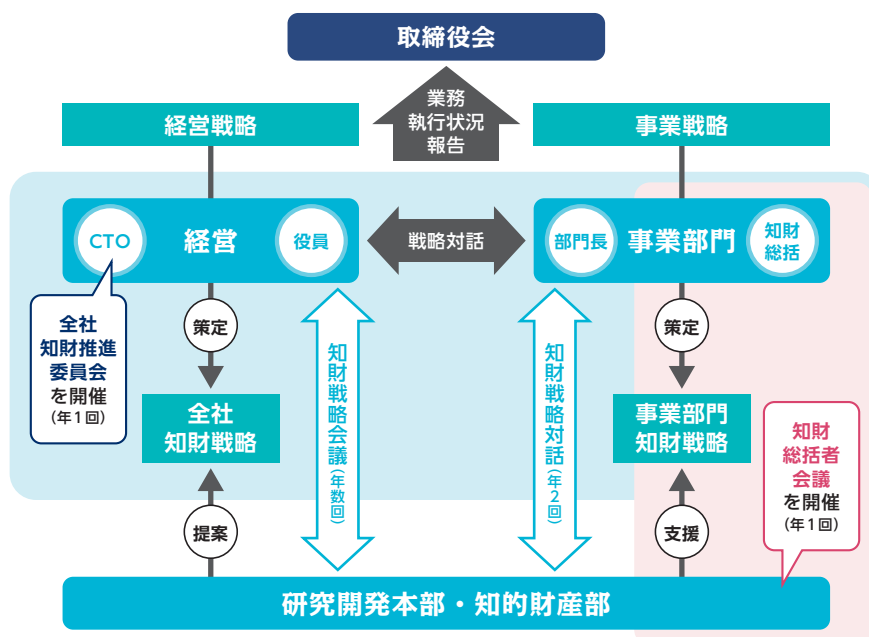 取締役会
業務
執行状況
報告
経営戦略
事業戦略
CTO
経営
役員
戦略対話
部門長
事業部門
知財
総括
全社
知財推進
委員会
を開催
(年1回)
策定
策定
知財戦略会議(年数回)
知財戦略対話(年2回)
全社
知財戦略
事業部門
知財戦略
知財
総括者
会議
を開催
(年1回)
提案
支援
研究開発本部・知的財産部